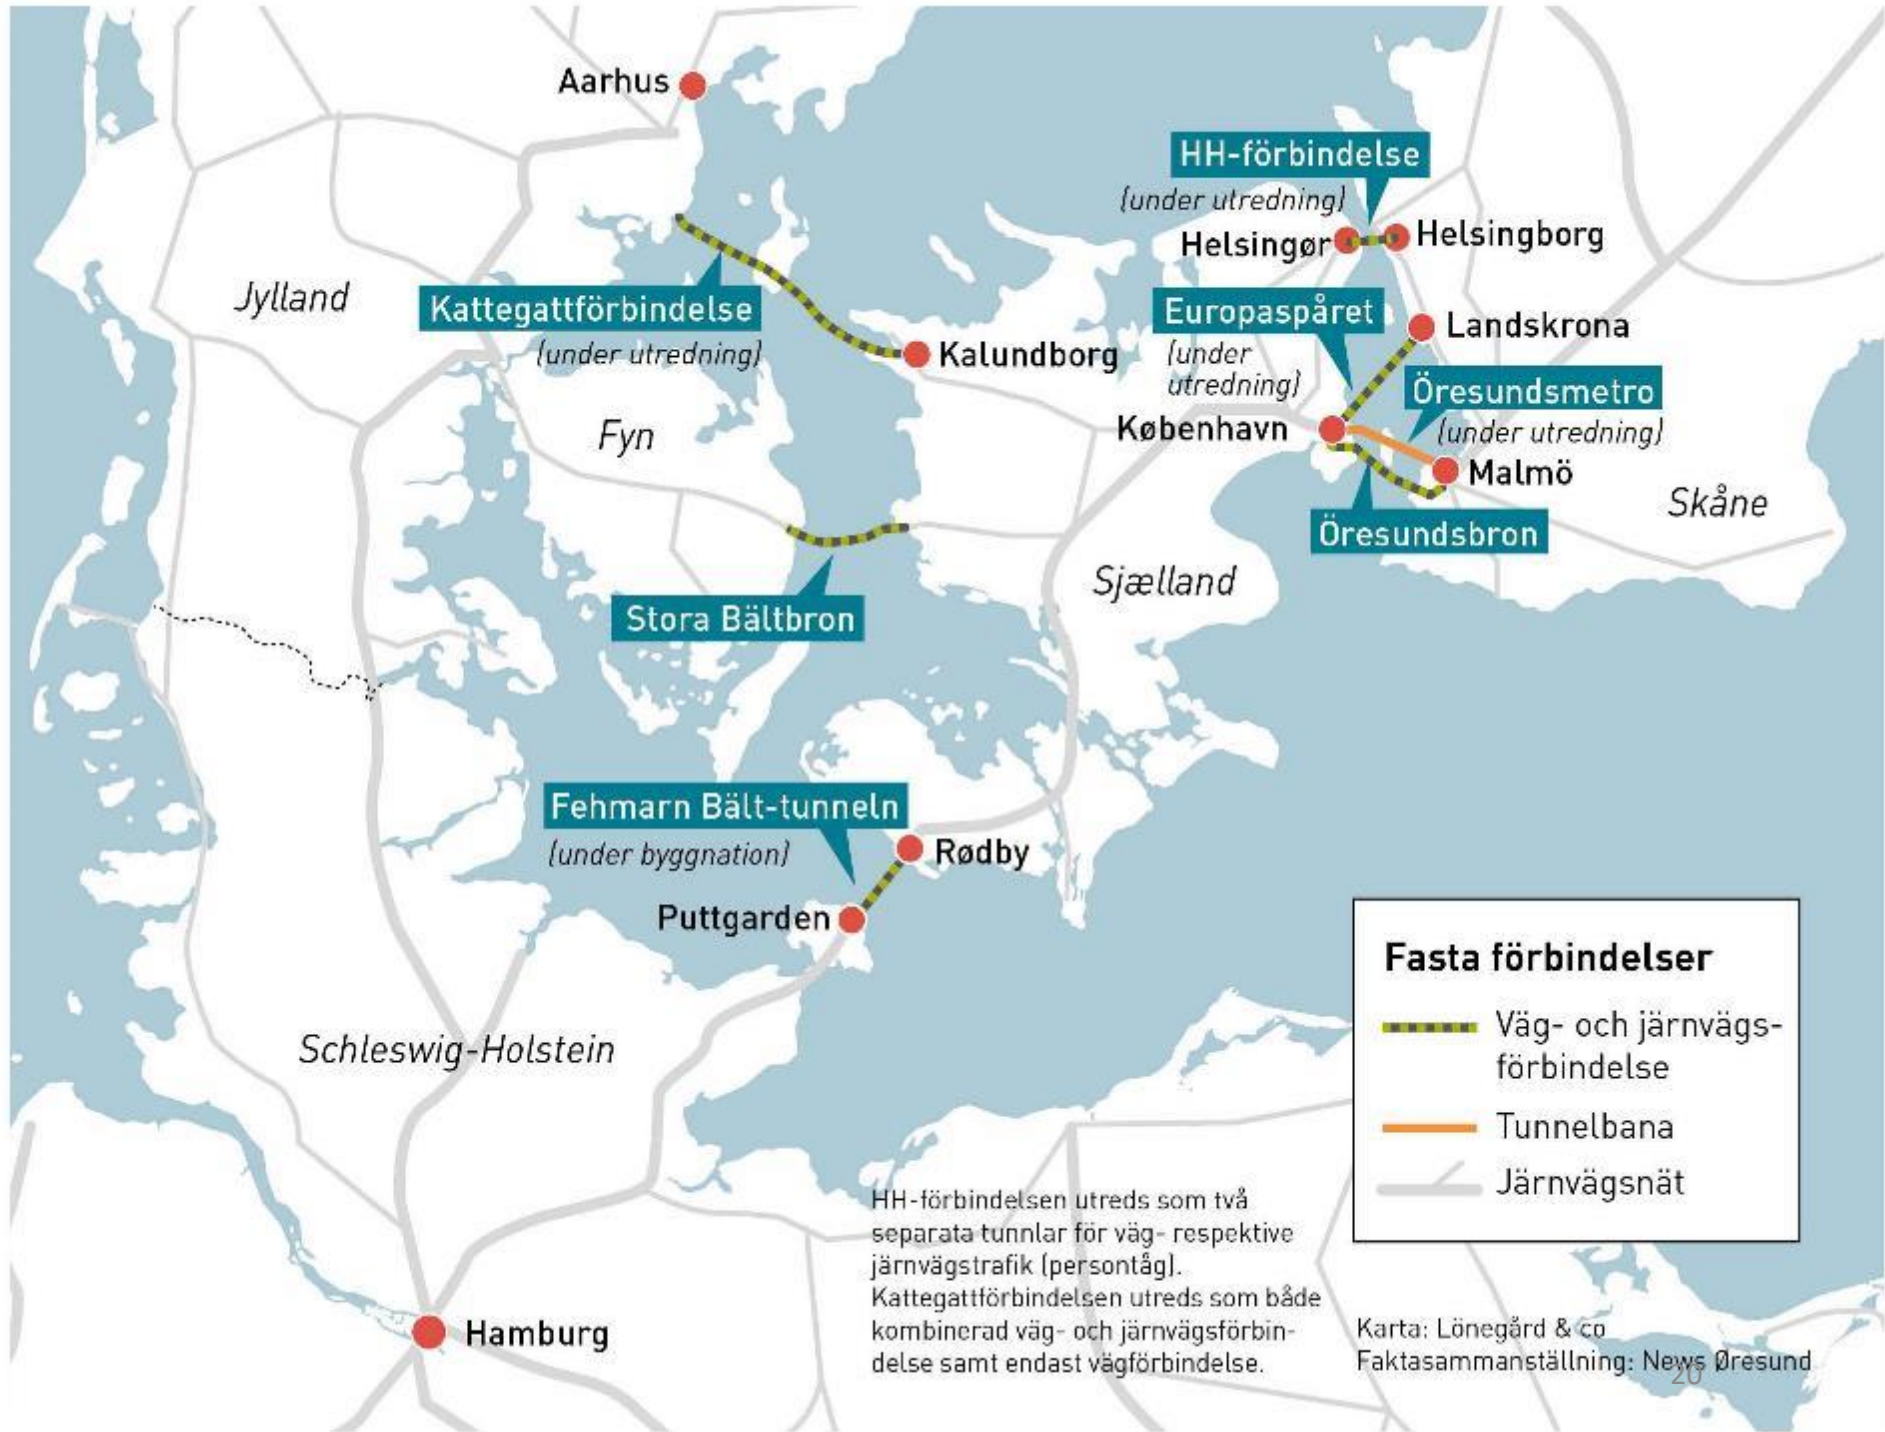 Aarhus
HH-förbindelse
(under utredning)
Helsingør
Helsingborg
Jylland
Kattegattförbindelse
(under utredning)
Kalundborg
Europaspåret
(under
utredning)
Landskrona
Öresundsmetro
(under utredning)
København
Malmö
Fyn
Skåne
Öresundsbron
Sjælland
Stora Bältbron
Fehmarn Bält-tunneln
(under byggnation)
Rødby
Puttgarden
Schleswig-Holstein
Hamburg
Fasta förbindelser
Väg- och järnvägs-
förbindelse
Tunnelbana
Järnvägsnät
HH-förbindelsen utreds som två
separata tunnlar för väg- respektive
järnvägstrafik (persontåg).
Kattegattförbindelsen utreds som både
kombinerad väg- och järnvägsförbin-
delse samt endast vägförbindelse.
Karta: Lönegård & co
Faktasammanställning: News Øresund
20